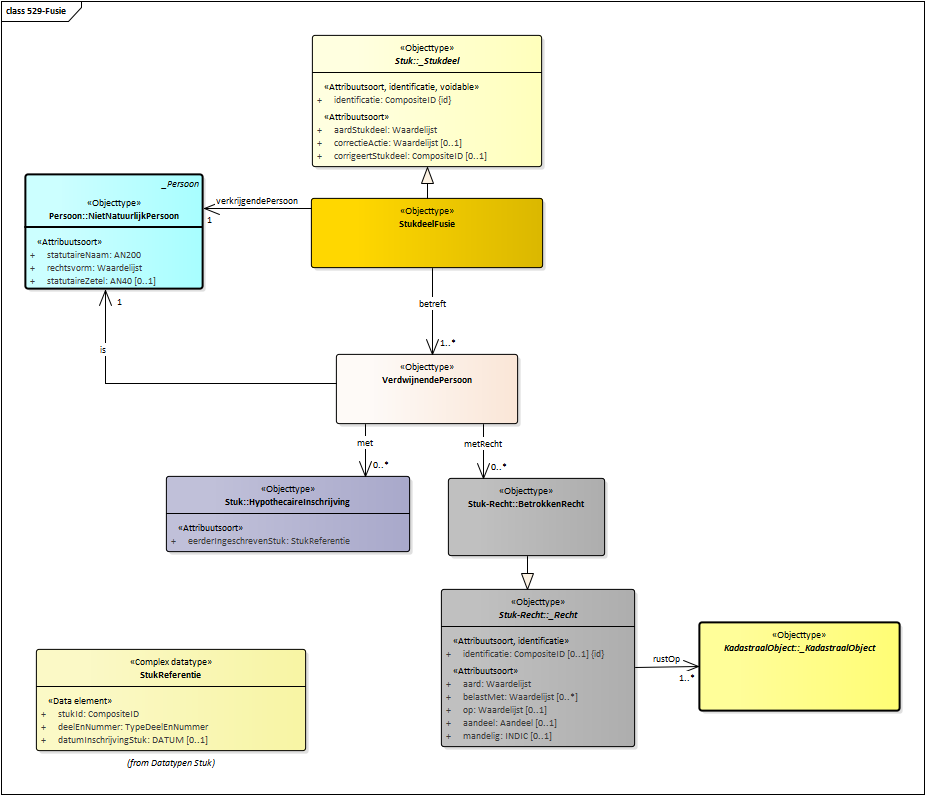 class 529-Fusie
«Objecttype»
Stuk::_Stukdeel
«Attribuutsoort, identificatie, voidable»
+ identificatie: CompositeID {id}
«Attribuutsoort»
+ aardStukdeel: Waardelijst
+ correctieActie: Waardelijst [0..1]
+ corrigeertStukdeel: CompositeID [0..1]
_Persoon
«Objecttype»
Persoon::NietNatuurlijkPersoon
«Attribuutsoort»
+ statutaireNaam: AN200
+ rechtsvorm: Waardelijst
+ statutaireZetel: AN40 [0..1]
verkrijgendePersoon
1
«Objecttype»
StukdeelFusie
betreft
1..*
1
is
«Objecttype»
VerdwijnendePersoon
met
0..*
metRecht
0..*
«Objecttype»
Stuk::HypothecaireInschrijving
«Attribuutsoort»
+ eerderIngeschrevenStuk: StukReferentie
«Objecttype»
Stuk-Recht::BetrokkenRecht
«Objecttype»
Stuk-Recht::_Recht
«Attribuutsoort, identificatie»
+ identificatie: CompositeID [0..1] {id}
«Attribuutsoort»
+ aard: Waardelijst
+ belastMet: Waardelijst [0..*]
+ op: Waardelijst [0..1]
+ aandeel: Aandeel [0..1]
+ mandelig: INDIC [0..1]
rustOp
1..*
«Objecttype»
KadastraalObject::_KadastraalObject
«Complex datatype»
StukReferentie
«Data element»
+ stukId: CompositeID
+ deelEnNummer: TypeDeelEnNummer
+ datumInschrijvingStuk: DATUM [0..1]
(from Datatypen Stuk)